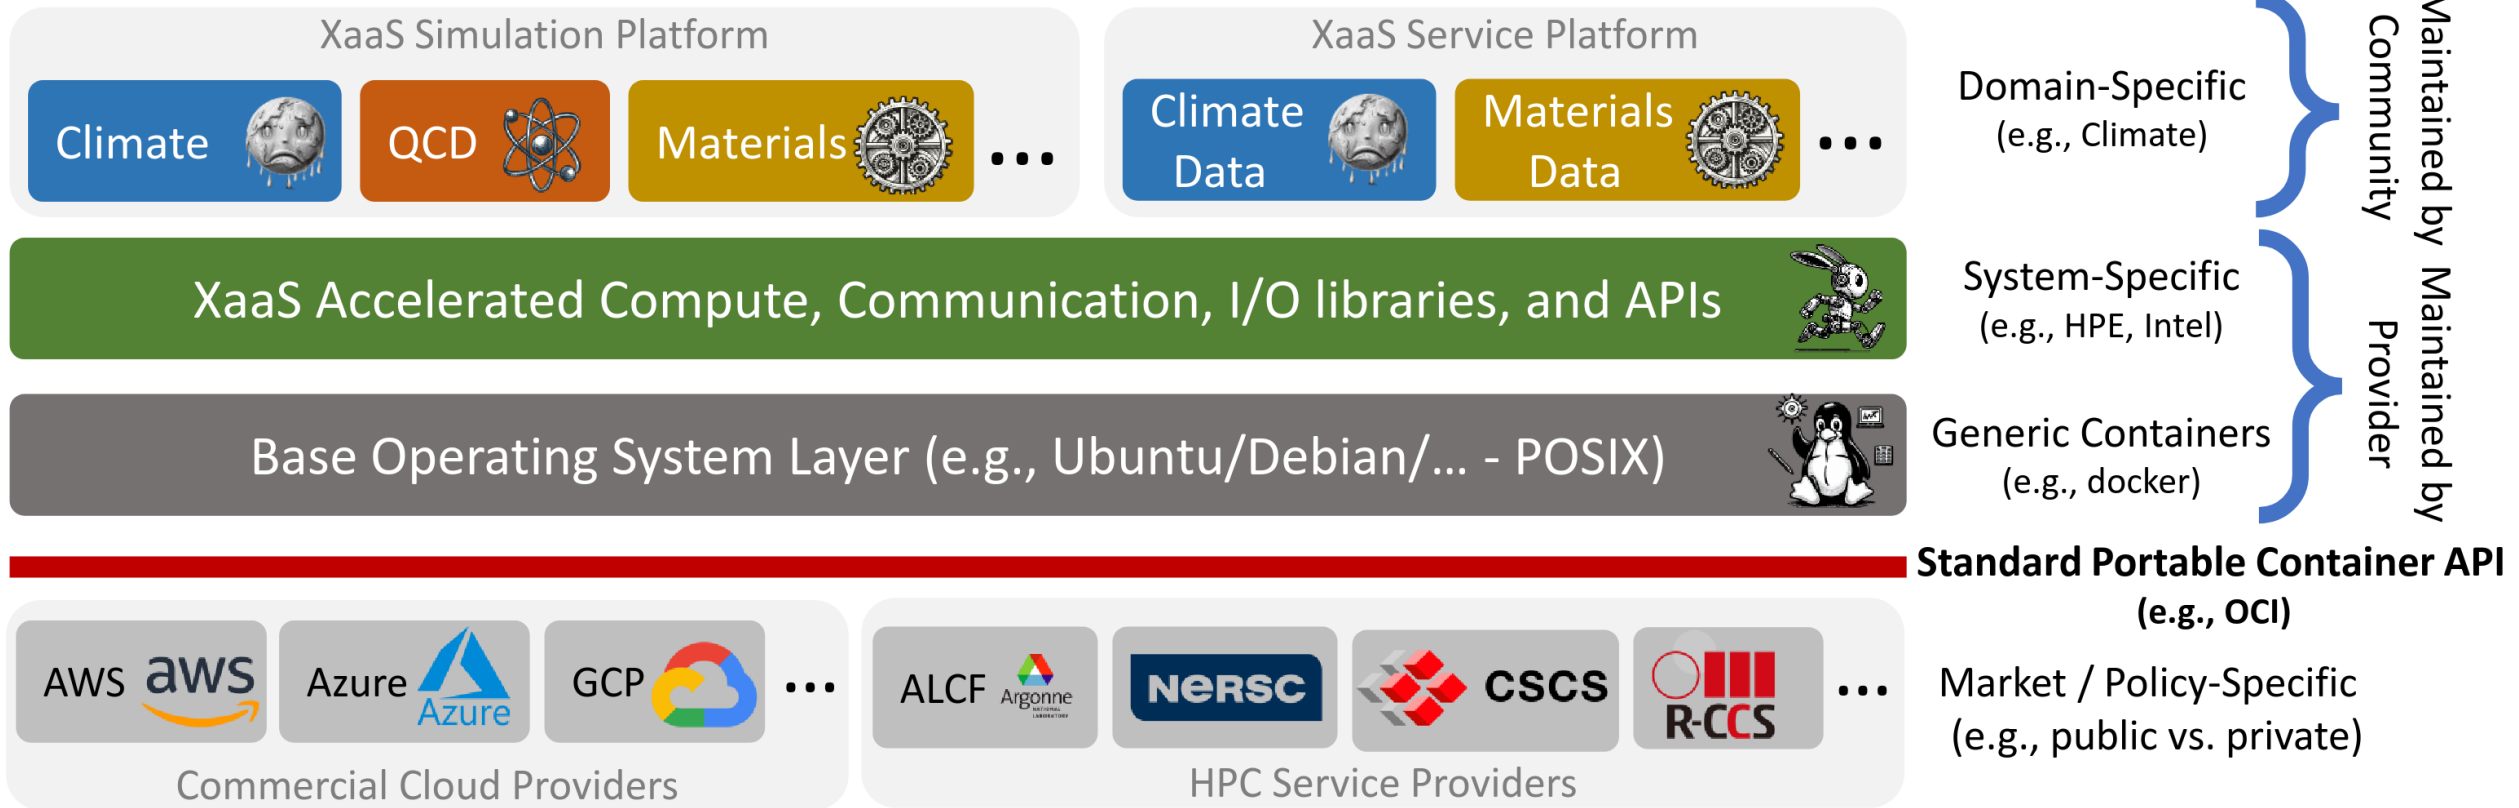 XaaS Simulation Platform
Climate
QCD
Materials
...
XaaS Service Platform
Climate
Data
Materials
Data
...
Domain-Specific
(e.g., Climate)
Maintained by
Community
XaaS Accelerated Compute, Communication, I/O libraries, and APIs
System-Specific
(e.g., HPE, Intel)
Base Operating System Layer (e.g., Ubuntu/Debian/... - POSIX)
Generic Containers
(e.g., docker)
Maintained by
Provider
Standard Portable Container API
(e.g., OCI)
AWS
aws
Azure
Azure
GCP
...
Commercial Cloud Providers
ALCF
Argonne
NATIONAL
LABORATORY
NERSC
CSCS
R-CCS
...
HPC Service Providers
Market / Policy-Specific
(e.g., public vs. private)